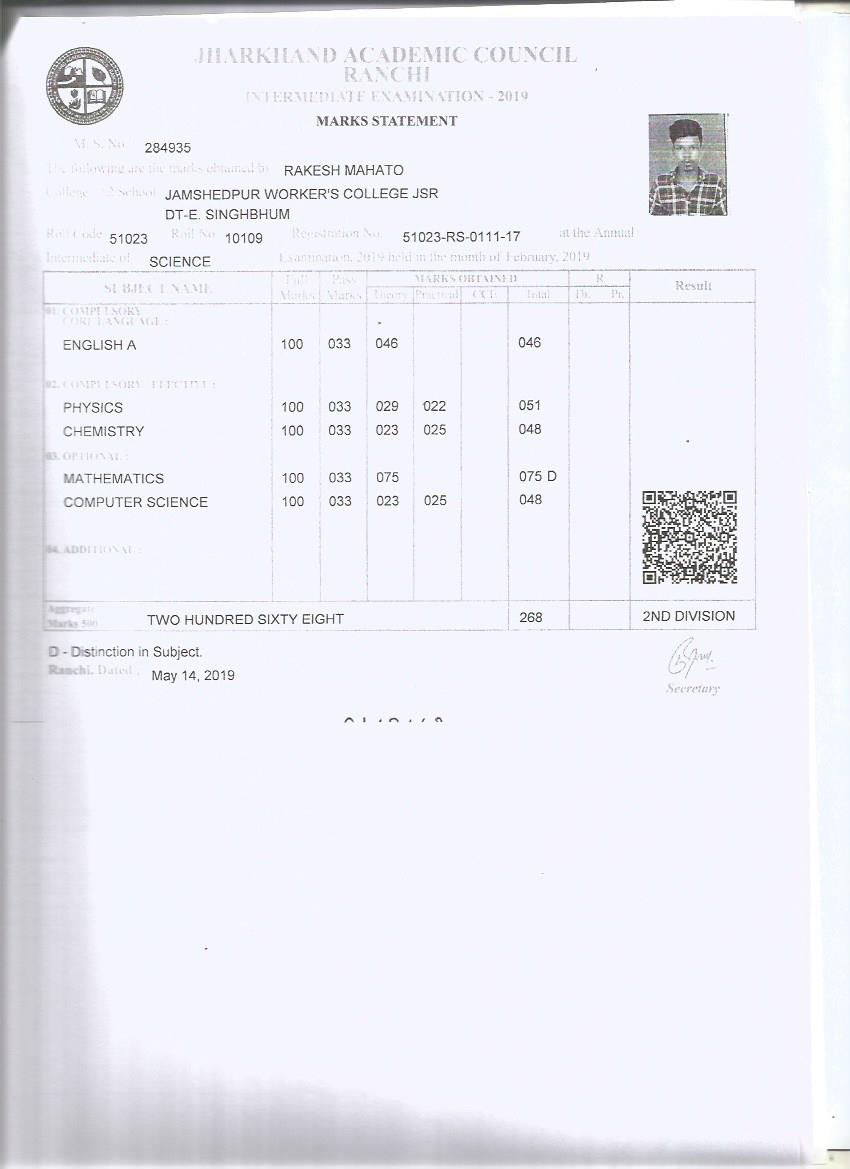 JHARKHAND ACADEMIC COUNCIL
RANCHI
INTERMEDIATE EXAMINATION - 2019
MARKS STATEMENT
M. S. No. 284935
The following are the marks obtained by RAKESH MAHATO
College +2 School JAMSHEDPUR WORKER'S COLLEGE JSR
DT-E. SINGHBHUM
Roll Code 51023 Roll No 10109 Registration No. 51023-RS-0111-17 at the Annual
Intermediate of SCIENCE Examination, 2019 held in the month of February, 2019
SUBJECT NAME Full Marks Pass Marks MARKS OBTAINED R Result
Theory Practical CCE Total Th. Pr.
01. COMPULSORY
CORE LANGUAGE :
ENGLISH A 100 033 046 046
02. COMPULSORY ELECTIVE :
PHYSICS 100 033 029 022 051
CHEMISTRY 100 033 023 025 048
03. OPTIONAL :
MATHEMATICS 100 033 075 075 D
COMPUTER SCIENCE 100 033 023 025 048
04. ADDITIONAL :
Aggregate
Marks 500 TWO HUNDRED SIXTY EIGHT 268 2ND DIVISION
D - Distinction in Subject.
Ranchi, Dated : May 14, 2019
Secretary